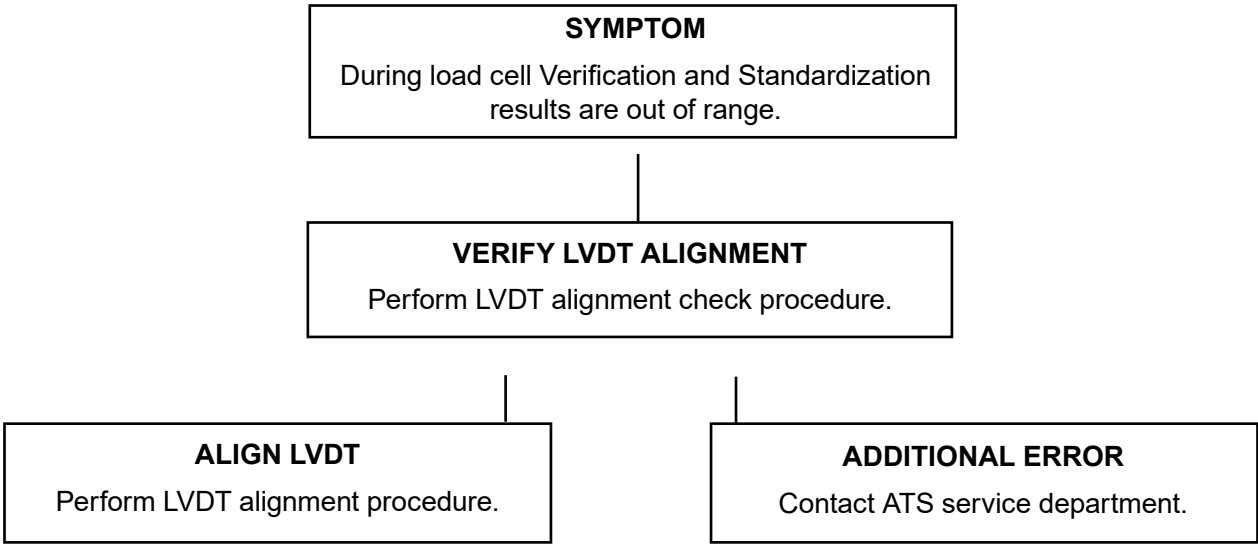 SYMPTOM
During load cell Verification and Standardization
results are out of range.
VERIFY LVDT ALIGNMENT
Perform LVDT alignment check procedure.
ALIGN LVDT
Perform LVDT alignment procedure.
ADDITIONAL ERROR
Contact ATS service department.